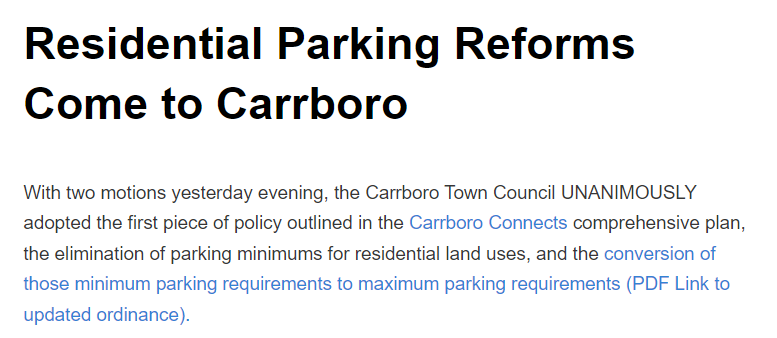 Residential Parking Reforms
Come to Carrboro
With two motions yesterday evening, the Carrboro Town Council UNANIMOUSLY
adopted the first piece of policy outlined in the Carrboro Connects comprehensive plan,
the elimination of parking minimums for residential land uses, and the conversion of
those minimum parking requirements to maximum parking requirements (PDF Link to
updated ordinance).